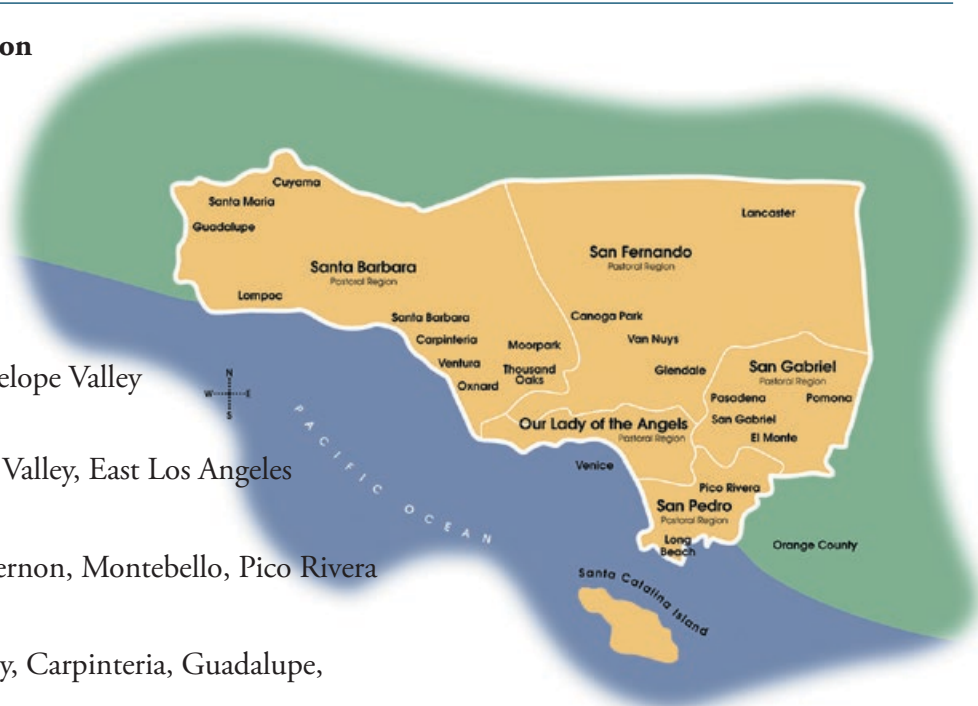 on
elope Valley
Valley, East Los Angeles
ernon, Montebello, Pico Rivera
y, Carpinteria, Guadalupe,
Cuyama
Santa Maria
Guadalupe
Lompoc
Santa Barbara
Pastoral Region
Santa Barbara
Carpinteria
Ventura
Oxnard
Moorpark
Thousand
Oaks
San Fernando
Pastoral Region
Lancaster
Canoga Park
Van Nuys
Glendale
San Gabriel
Pastoral Region
Pasadena
Pomona
San Gabriel
El Monte
Our Lady of the Angels
Pastoral Region
Venice
Pico Rivera
San Pedro
Pastoral Region
Long
Beach
Orange County
Santa Catalina Island
N
W
E
S
PACIFIC OCEAN